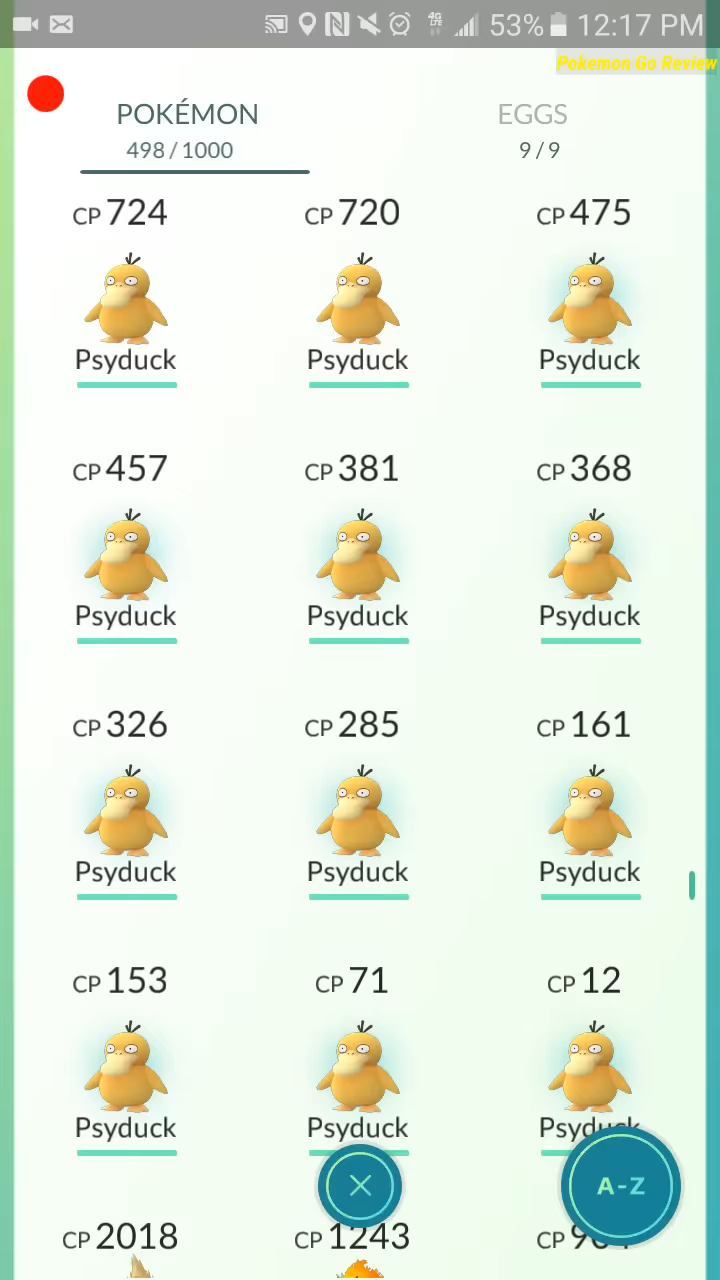 53% 12:17 PM
Pokemon Go Review
POKÉMON EGGS
498 / 1000 9 / 9
CP 724 CP 720 CP 475
Psyduck Psyduck Psyduck
CP 457 CP 381 CP 368
Psyduck Psyduck Psyduck
CP 326 CP 285 CP 161
Psyduck Psyduck Psyduck
CP 153 CP 71 CP 12
Psyduck Psyduck Psyduck
A-Z
CP 2018 CP 1243 CP